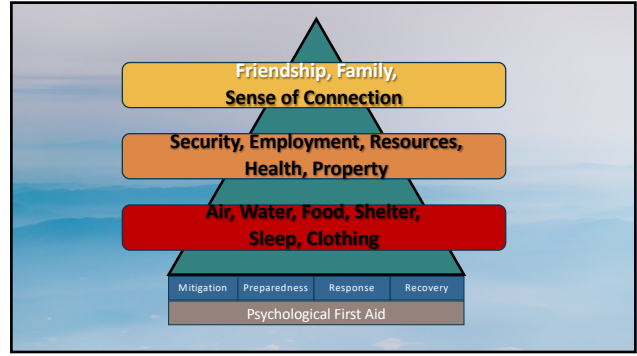 Friendship, Family,
Sense of Connection
Security, Employment, Resources,
Health, Property
Air, Water, Food, Shelter,
Sleep, Clothing
Mitigation Preparedness Response Recovery
Psychological First Aid